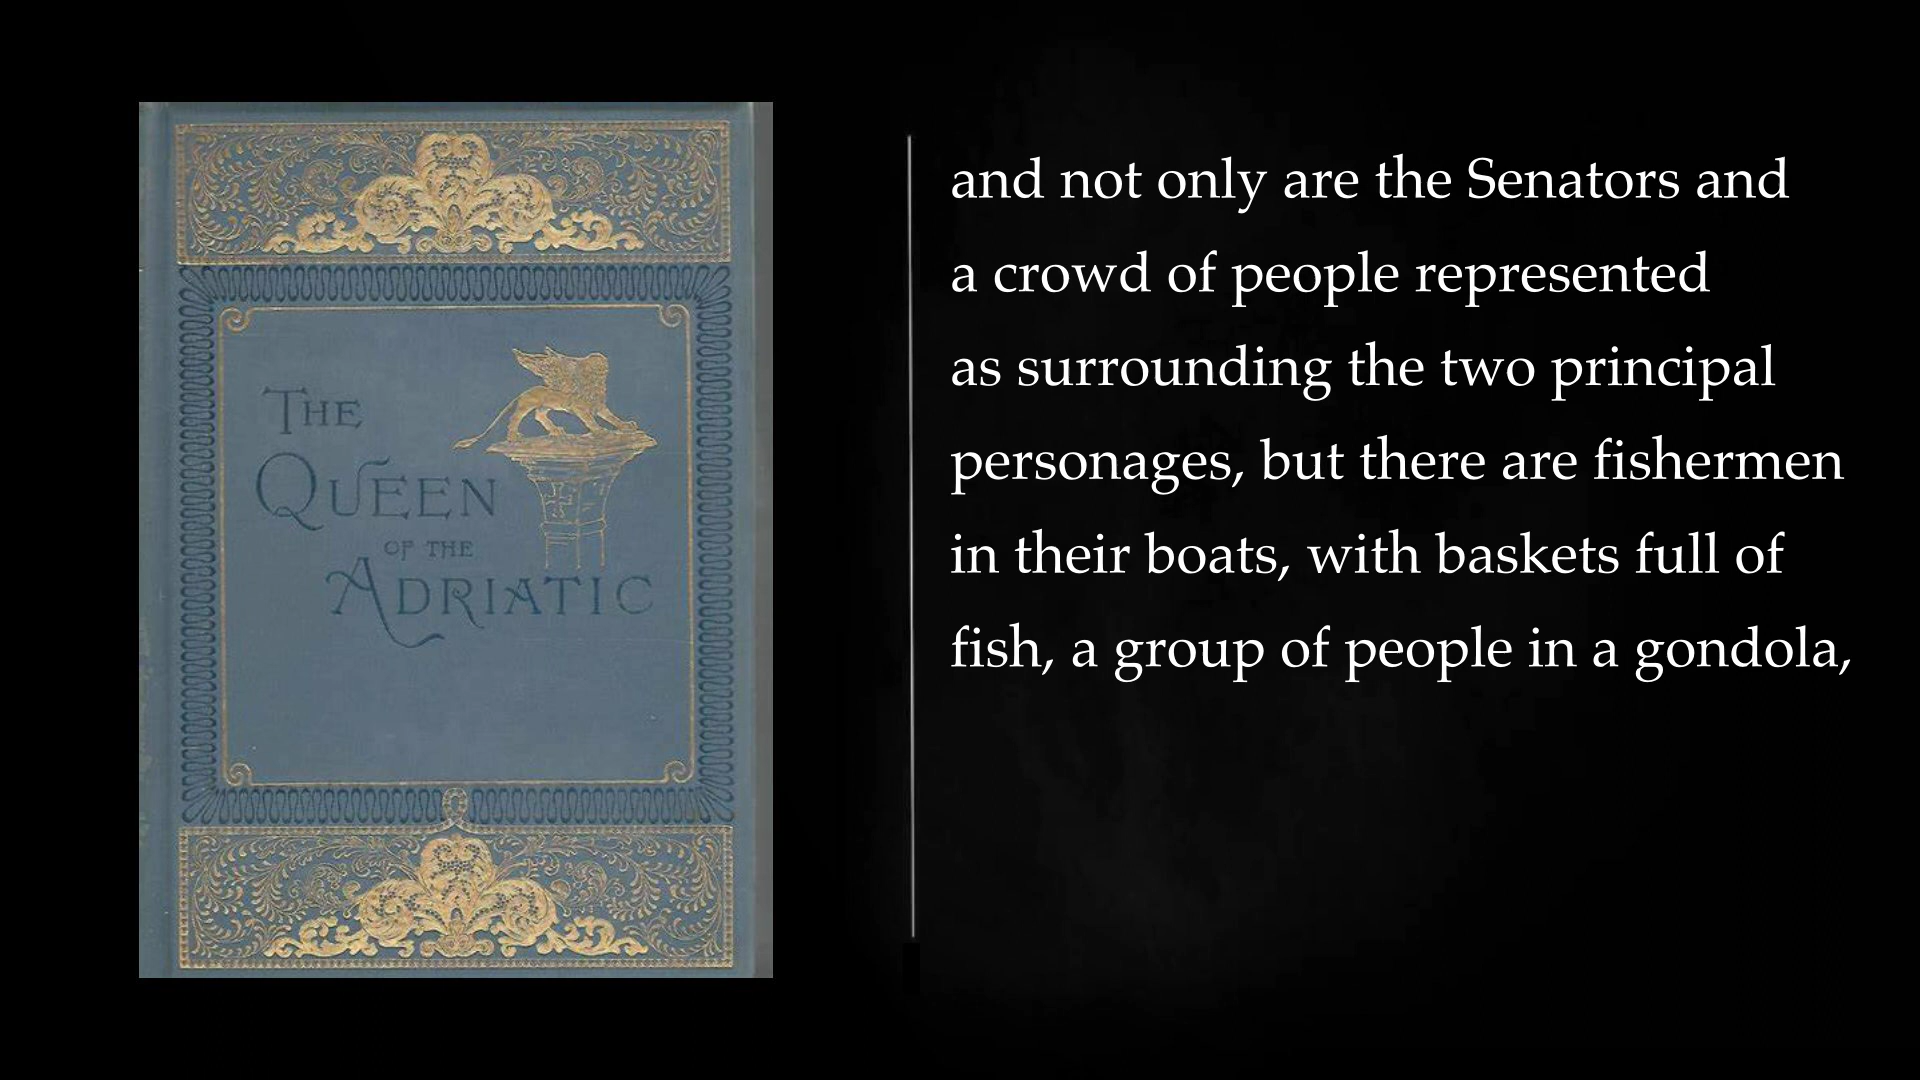 THE
QUEEN
OF THE
ADRIATIC
and not only are the Senators and
a crowd of people represented
as surrounding the two principal
personages, but there are fishermen
in their boats, with baskets full of
fish, a group of people in a gondola,